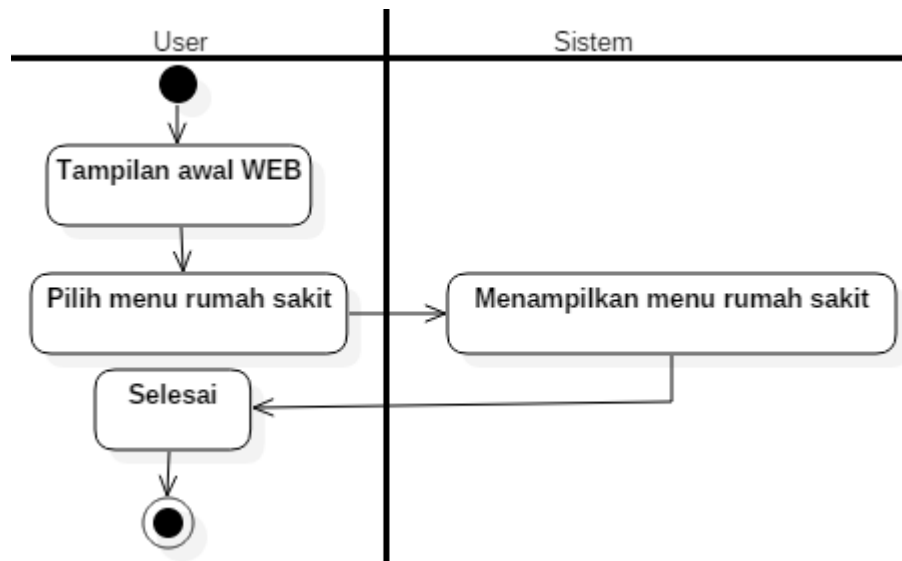 User
Sistem
Tampilan awal WEB
Pilih menu rumah sakit
Menampilkan menu rumah sakit
Selesai